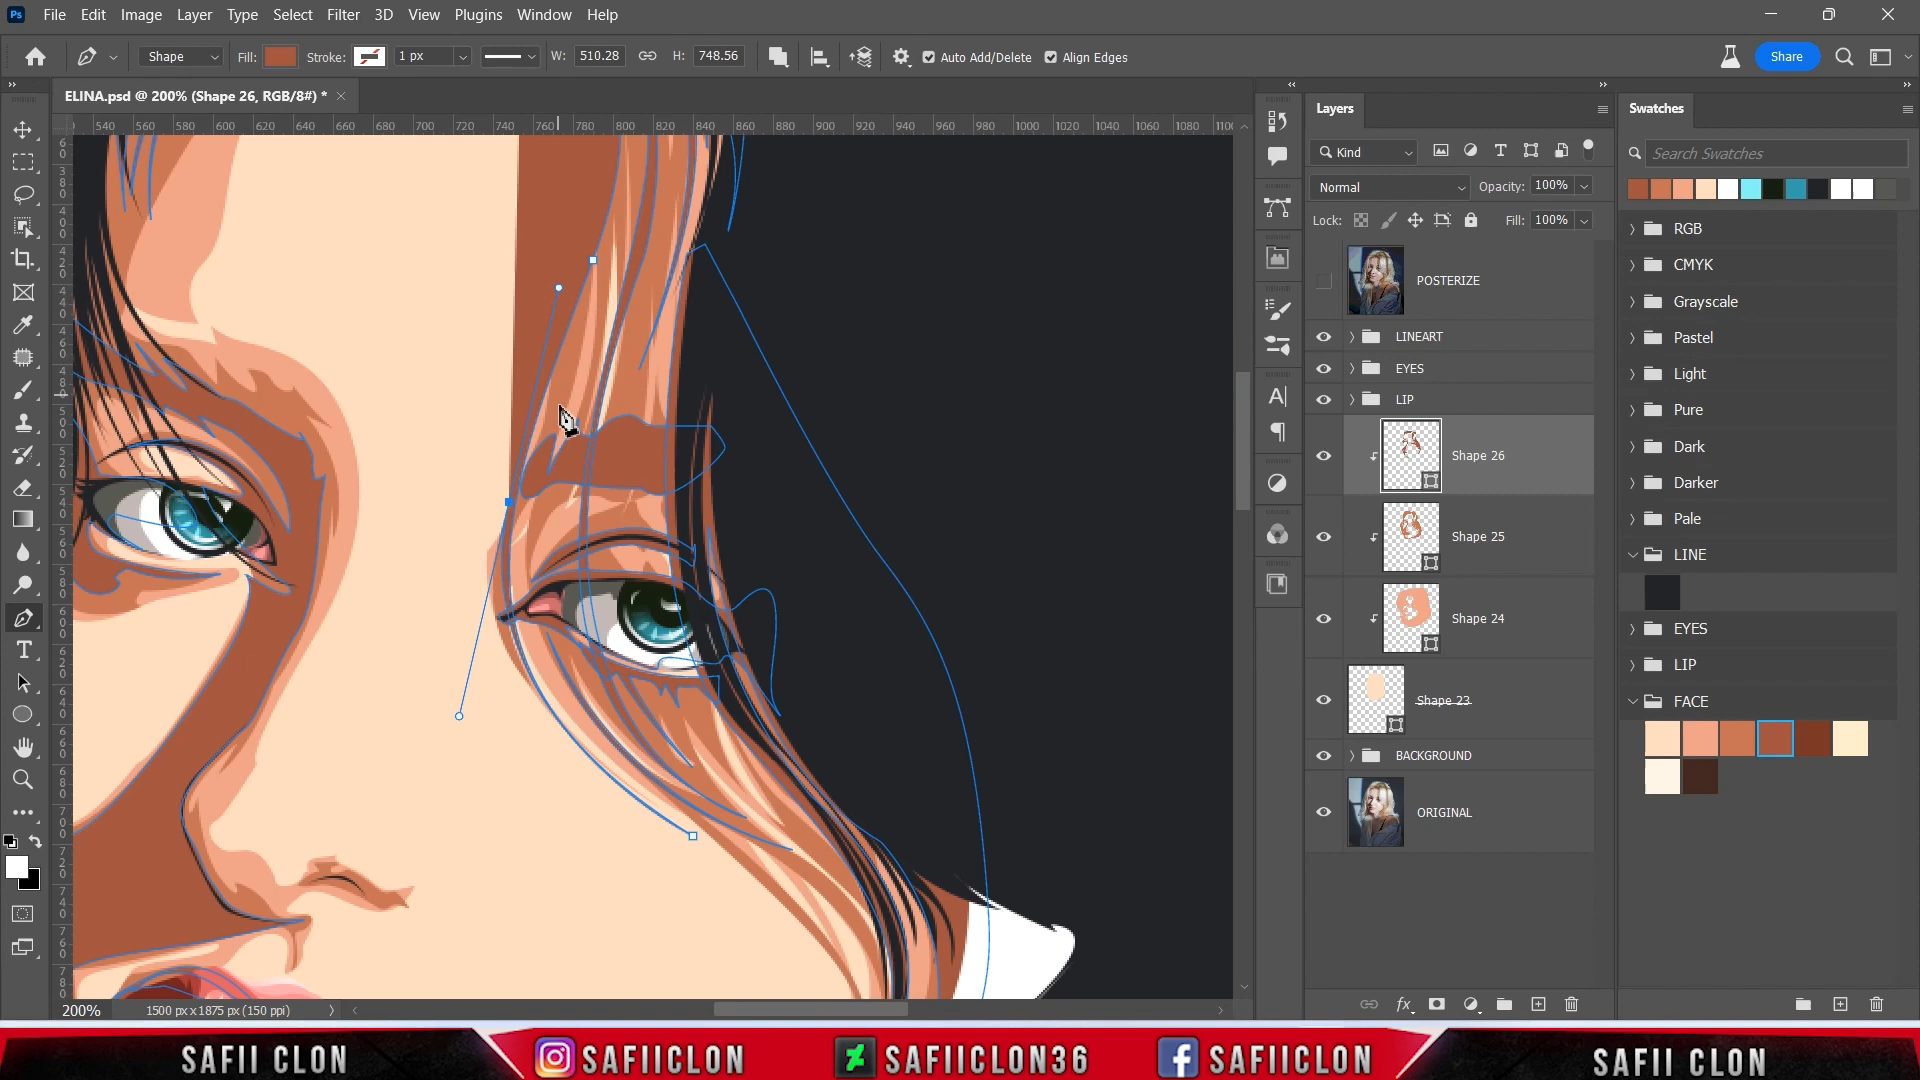 Ps File Edit Image Layer Type Select Filter 3D View Plugins Window Help
Shape Fill: Stroke: 1 px W: 510.28 H: 748.56 Auto Add/Delete Align Edges Share
ELINA.psd @ 200% (Shape 26, RGB/8#) *
540 560 580 600 620 640 660 680 700 720 740 760 780 800 820 840 860 880 900 920 940 960 980 1000 1020 1040 1060 1080 1100
Layers
Kind
Normal Opacity: 100%
Lock: Fill: 100%
POSTERIZE
LINEART
EYES
LIP
Shape 26
Shape 25
Shape 24
Shape 23
BACKGROUND
ORIGINAL
Swatches
Search Swatches
RGB
CMYK
Grayscale
Pastel
Light
Pure
Dark
Darker
Pale
LINE
EYES
LIP
FACE
200% 1500 px x 1875 px (150 ppi)
SAFII CLON SAFIICLON SAFIICLON36 SAFIICLON SAFII CLON